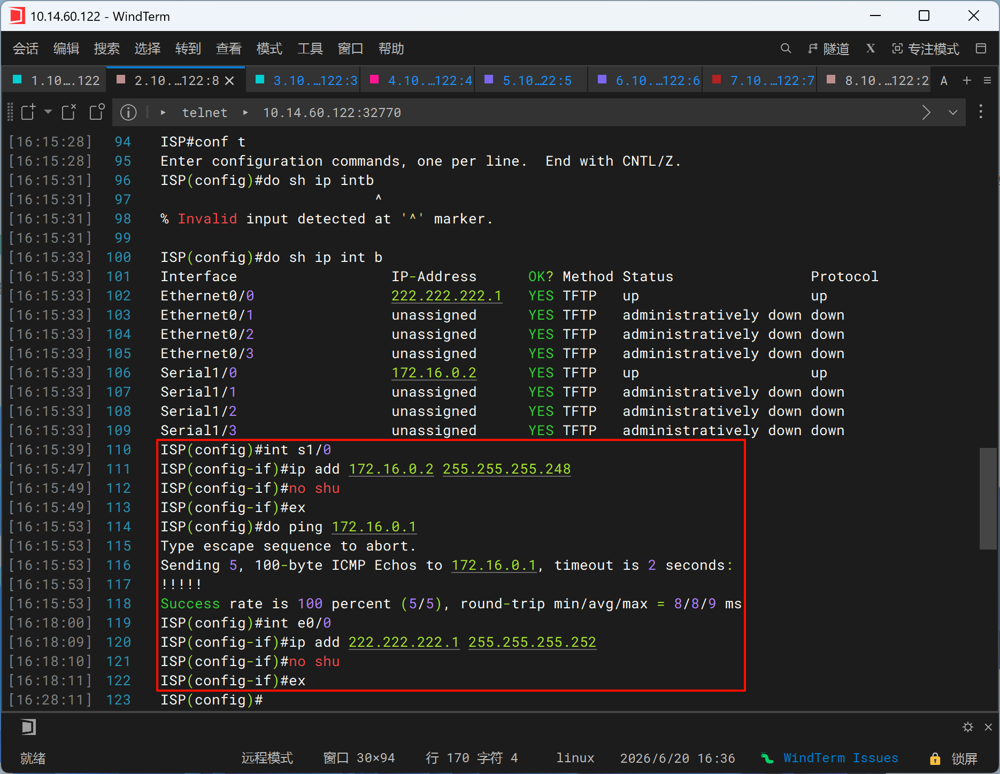 10.14.60.122 - WindTerm
会话 编辑 搜索 选择 转到 查看 模式 工具 窗口 帮助 隧道 X 专注模式
1.10….122 2.10.…122:8 3.10.…122:3 4.10.…122:4 5.10…22:5 6.10.…122:6 7.10.…122:7 8.10.…122:2 A
telnet 10.14.60.122:32770
[16:15:28] 94 ISP#conf t
[16:15:28] 95 Enter configuration commands, one per line.  End with CNTL/Z.
[16:15:31] 96 ISP(config)#do sh ip intb
[16:15:31] 97 ^
[16:15:31] 98 % Invalid input detected at '^' marker.
[16:15:31] 99
[16:15:33] 100 ISP(config)#do sh ip int b
[16:15:33] 101 Interface IP-Address OK? Method Status Protocol
[16:15:33] 102 Ethernet0/0 222.222.222.1 YES TFTP up up
[16:15:33] 103 Ethernet0/1 unassigned YES TFTP administratively down down
[16:15:33] 104 Ethernet0/2 unassigned YES TFTP administratively down down
[16:15:33] 105 Ethernet0/3 unassigned YES TFTP administratively down down
[16:15:33] 106 Serial1/0 172.16.0.2 YES TFTP up up
[16:15:33] 107 Serial1/1 unassigned YES TFTP administratively down down
[16:15:33] 108 Serial1/2 unassigned YES TFTP administratively down down
[16:15:33] 109 Serial1/3 unassigned YES TFTP administratively down down
[16:15:39] 110 ISP(config)#int s1/0
[16:15:47] 111 ISP(config-if)#ip add 172.16.0.2 255.255.255.248
[16:15:49] 112 ISP(config-if)#no shu
[16:15:49] 113 ISP(config-if)#ex
[16:15:53] 114 ISP(config)#do ping 172.16.0.1
[16:15:53] 115 Type escape sequence to abort.
[16:15:53] 116 Sending 5, 100-byte ICMP Echos to 172.16.0.1, timeout is 2 seconds:
[16:15:53] 117 !!!!!
[16:15:53] 118 Success rate is 100 percent (5/5), round-trip min/avg/max = 8/8/9 ms
[16:18:00] 119 ISP(config)#int e0/0
[16:18:09] 120 ISP(config-if)#ip add 222.222.222.1 255.255.255.252
[16:18:10] 121 ISP(config-if)#no shu
[16:18:11] 122 ISP(config-if)#ex
[16:28:11] 123 ISP(config)#
就绪 远程模式 窗口 30×94 行 170 字符 4 linux 2026/6/20 16:36 WindTerm Issues 锁屏